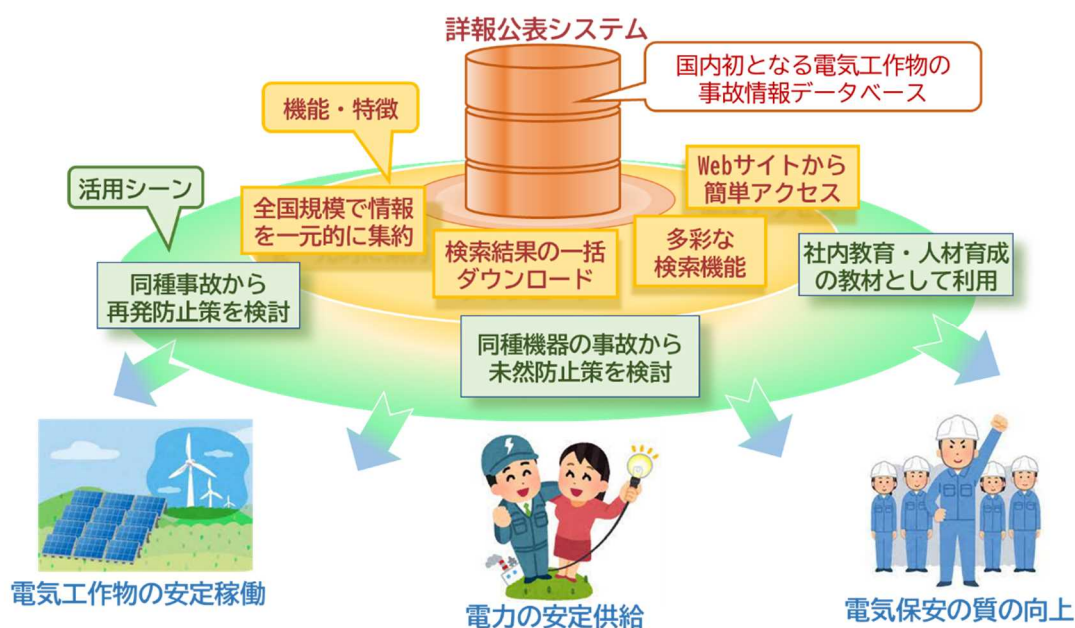 詳報公表システム
国内初となる電気工作物の
事故情報データベース
機能・特徴
活用シーン
全国規模で情報
を一元的に集約
検索結果の一括
ダウンロード
多彩な
検索機能
Webサイトから
簡単アクセス
同種事故から
再発防止策を検討
同種機器の事故から
未然防止策を検討
社内教育・人材育成
の教材として利用
電気工作物の安定稼働
電力の安定供給
電気保安の質の向上